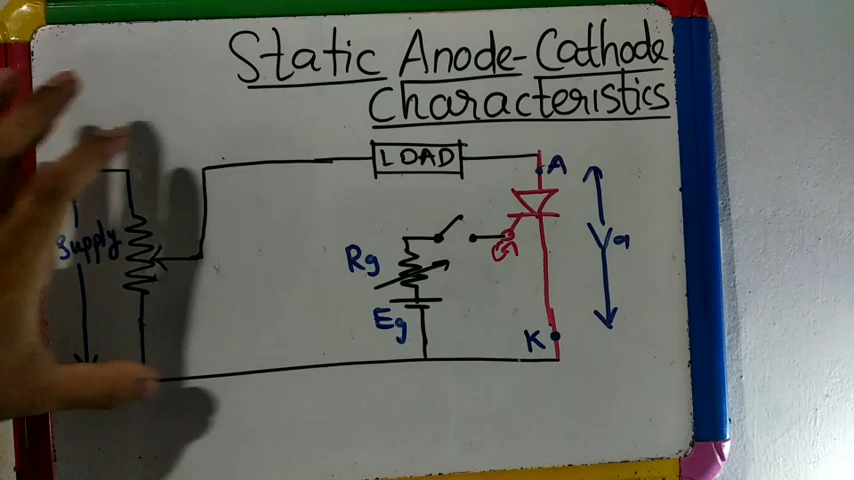 Static Anode-Cathode
Characteristics
LOAD
A
Supply
G
Va
Rg
Eg
K